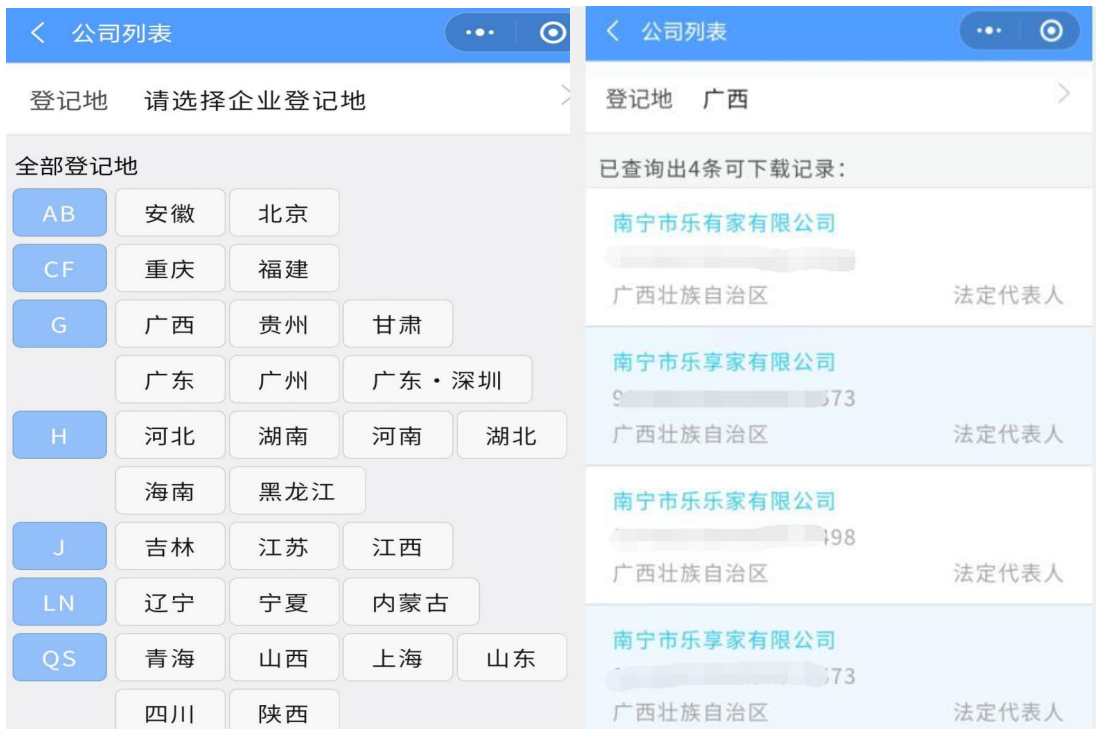 公司列表
登记地 请选择企业登记地
全部登记地
AB 安徽 北京
CF 重庆 福建
G 广西 贵州 甘肃
广东 广州 广东·深圳
H 河北 湖南 河南 湖北
海南 黑龙江
J 吉林 江苏 江西
LN 辽宁 宁夏 内蒙古
QS 青海 山西 上海 山东
四川 陕西
公司列表
登记地 广西
已查询出4条可下载记录：
南宁市乐有家有限公司
广西壮族自治区 法定代表人
南宁市乐享家有限公司
9 573
广西壮族自治区 法定代表人
南宁市乐乐家有限公司
498
广西壮族自治区 法定代表人
南宁市乐享家有限公司
573
广西壮族自治区 法定代表人